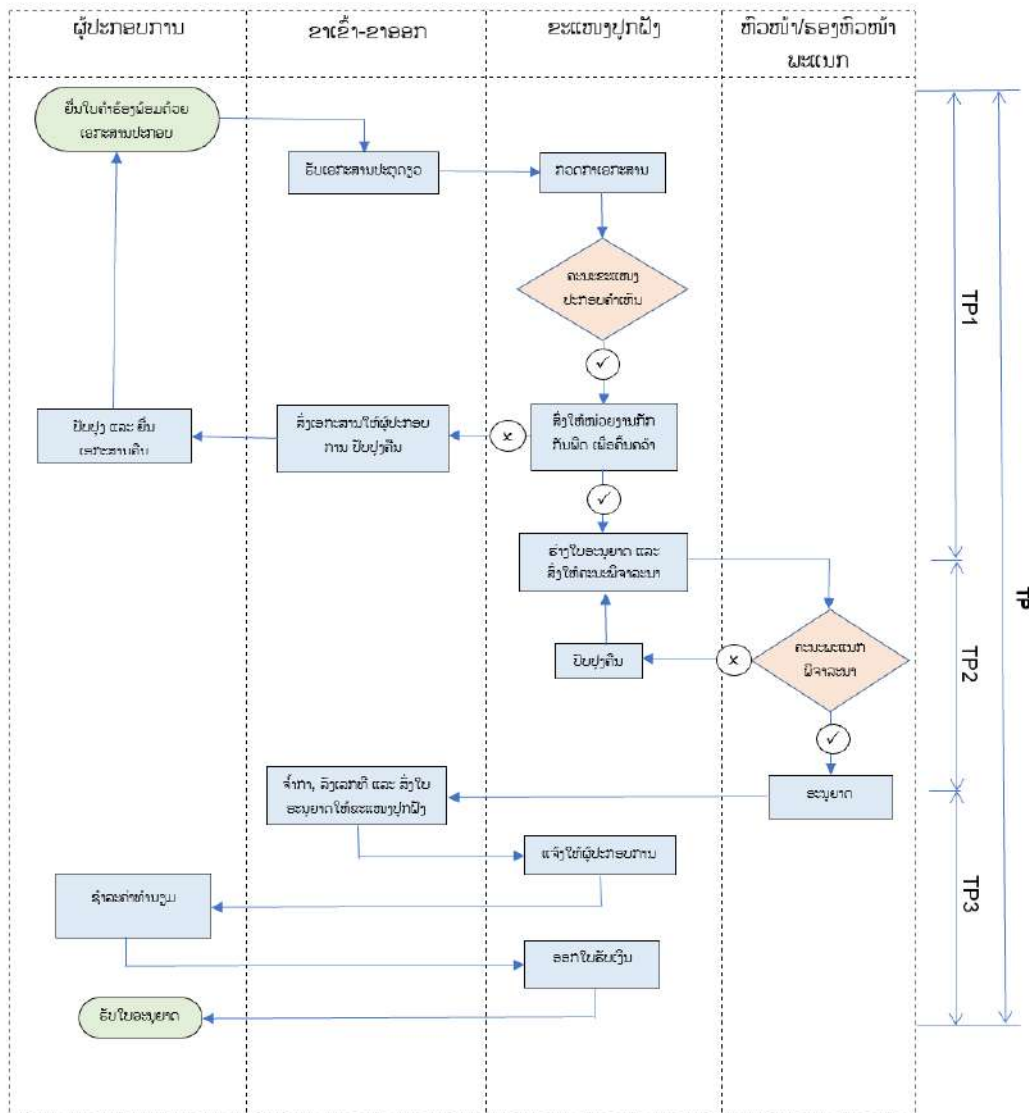 ຜູ້ປະກອບການ
ຂາເຂົ້າ-ຂາອອກ
ຂະແໜງປູກຝັງ
ຫົວໜ້າ/ຮອງຫົວໜ້າ
ພະແນກ
ຍື່ນໃບຄໍາຮ້ອງພ້ອມດ້ວຍ
ເອກະສານປະກອບ
ຮັບເອກະສານປະຕູດຽວ
ກວດກາເອກະສານ
ຄະນະຂະແໜງ
ປະກອບຄໍາເຫັນ
✓
ປັບປຸງ ແລະ ຍື່ນ
ເອກະສານຄືນ
ສົ່ງເອກະສານໃຫ້ຜູ້ປະກອບ
ການ ປັບປຸງຄືນ
x
ສົ່ງໃຫ້ໜ່ວຍງານກັກ
ກັນພືດ ເພື່ອຄົ້ນຄວ້າ
✓
ຮ່າງໃບອະນຸຍາດ ແລະ
ສົ່ງໃຫ້ຄະນະພິຈາລະນາ
ປັບປຸງຄືນ
x
ຄະນະພະແນກ
ພິຈາລະນາ
✓
ຈໍ້າກາ, ລົງເລກທີ ແລະ ສົ່ງໃບ
ອະນຸຍາດໃຫ້ຂະແໜງປູກຝັງ
ອະນຸຍາດ
ແຈ້ງໃຫ້ຜູ້ປະກອບການ
ຊໍາລະຄ່າທໍານຽມ
ອອກໃບຮັບເງິນ
ຮັບໃບອະນຸຍາດ
TP1
TP2
TP3
TP